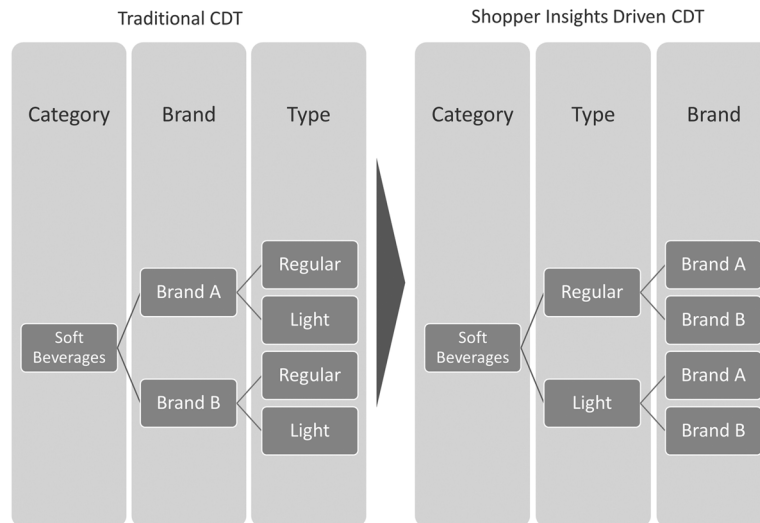 Traditional CDT
Category
Brand
Type
Soft
Beverages
Brand A
Brand B
Regular
Light
Regular
Light
Shopper Insights Driven CDT
Category
Type
Brand
Soft
Beverages
Regular
Light
Brand A
Brand B
Brand A
Brand B